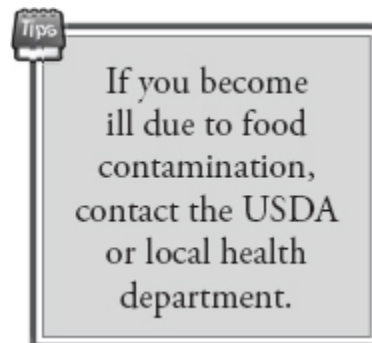 Tips
If you become
ill due to food
contamination,
contact the USDA
or local health
department.